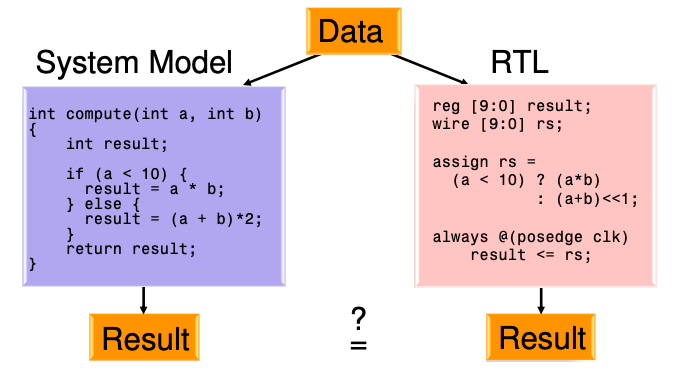 Data
System Model
RTL
int compute(int a, int b)
{
    int result;

    if (a < 10) {
      result = a * b;
    } else {
      result = (a + b)*2;
    }
    return result;
}
reg [9:0] result;
wire [9:0] rs;

assign rs =
  (a < 10) ? (a*b)
           : (a+b)<<1;

always @(posedge clk)
    result <= rs;
Result
?
=
Result